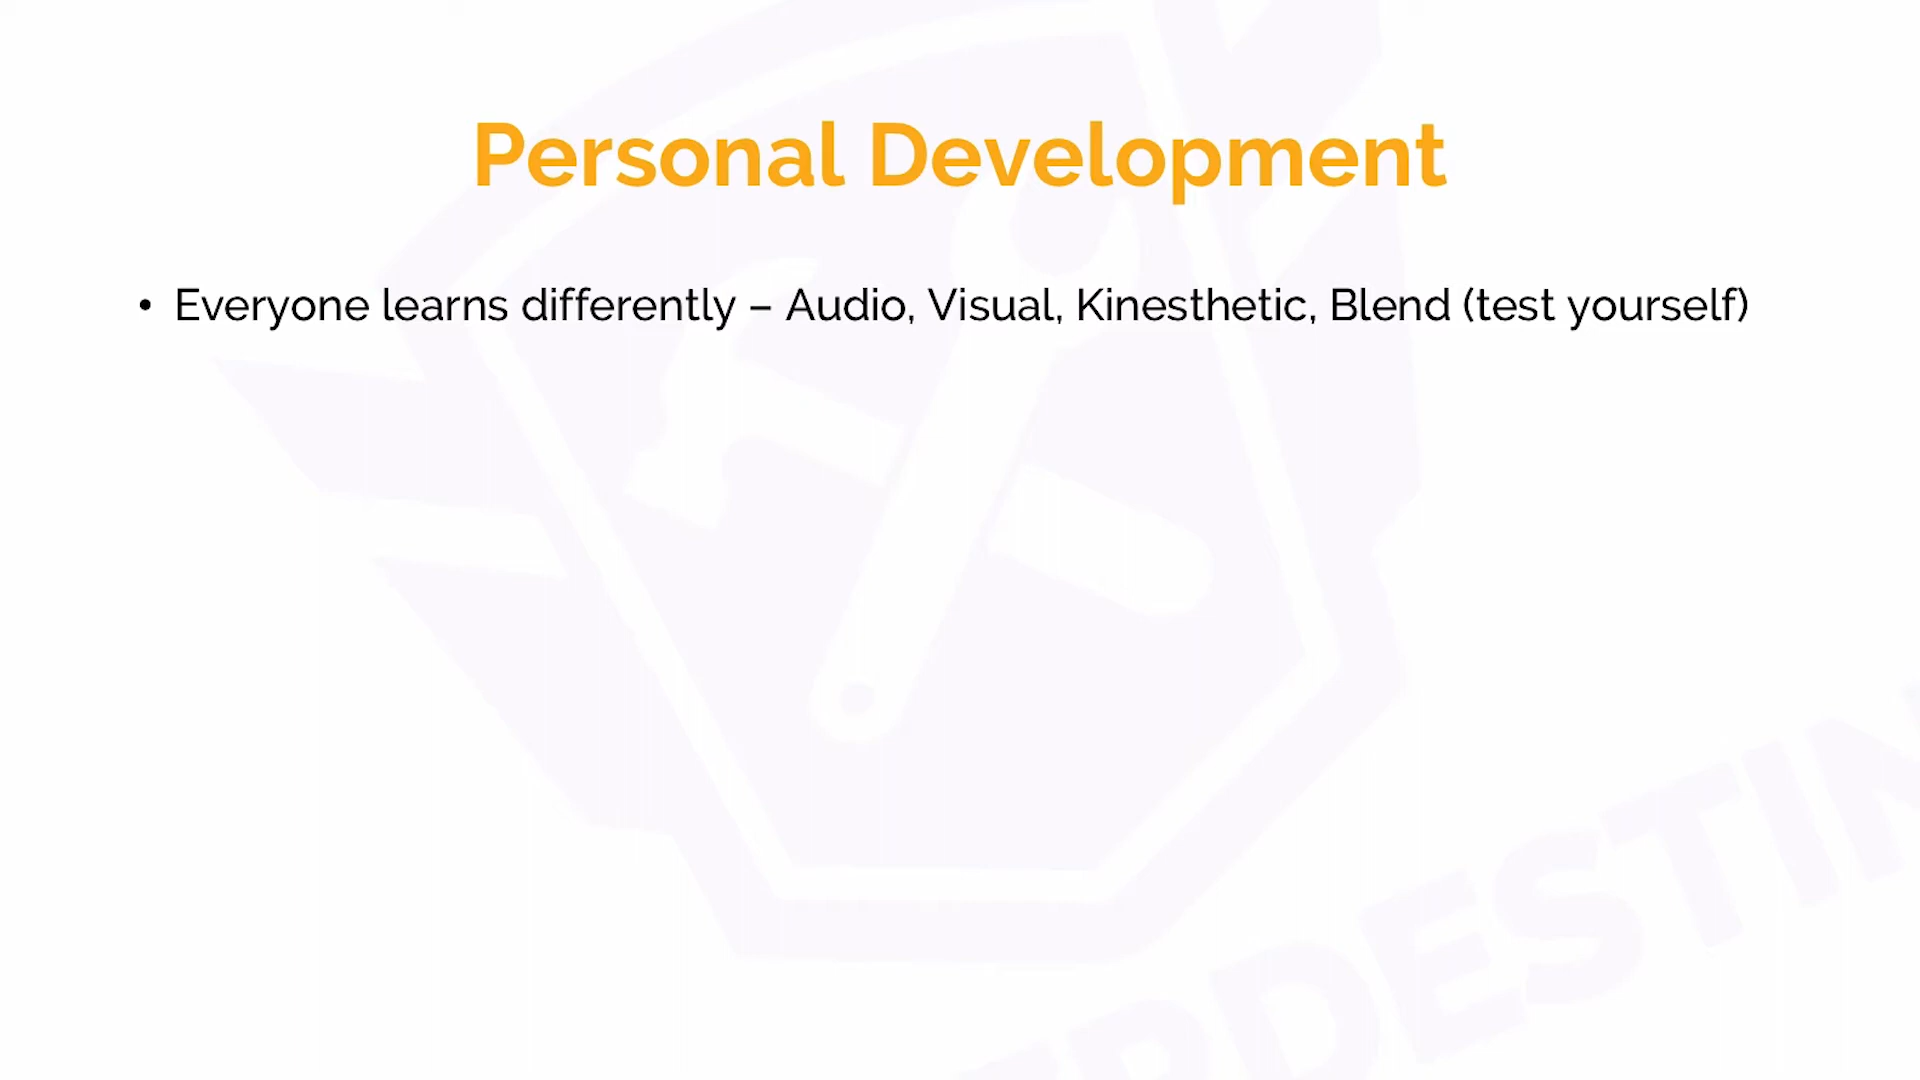 Personal Development
• Everyone learns differently – Audio, Visual, Kinesthetic, Blend (test yourself)